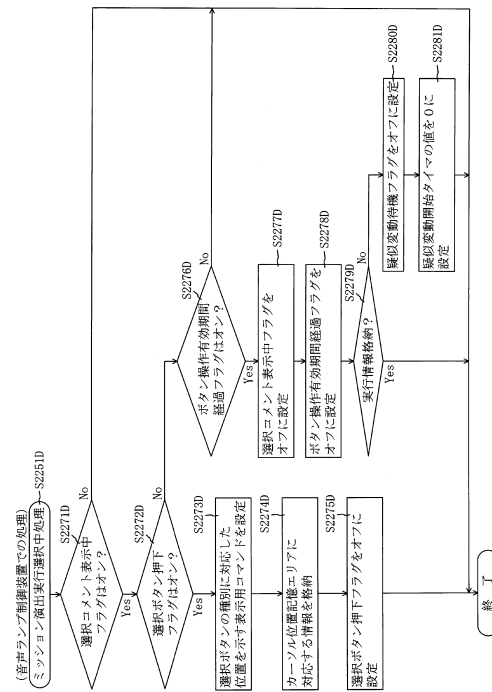 (音声ランプ制御装置での処理)
ミッション演出実行選択中処理
S2251D
S2271D
選択コメント表示中
フラグはオン?
No
Yes
S2272D
選択ボタン押下
フラグはオン?
No
Yes
S2273D
選択ボタンの種別に対応した
位置を示す表示用コマンドを設定
S2274D
カーソル位置記憶エリアに
対応する情報を格納
S2275D
選択ボタン押下フラグをオフに
設定
S2276D
ボタン操作有効期間
経過フラグはオン?
No
Yes
S2277D
選択コメント表示中フラグを
オフに設定
S2278D
ボタン操作有効期間経過フラグを
オフに設定
S2279D
実行情報格納?
No
Yes
S2280D
疑似変動待機フラグをオフに設定
S2281D
疑似変動開始タイマの値を0に
設定
終了